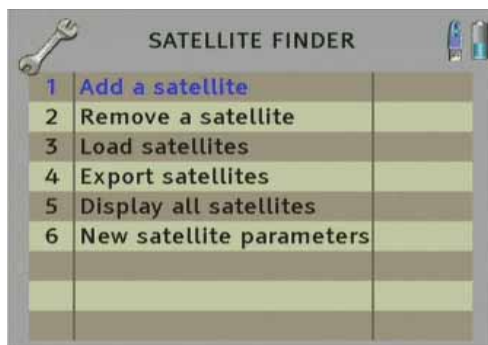 SATELLITE FINDER
1 Add a satellite
2 Remove a satellite
3 Load satellites
4 Export satellites
5 Display all satellites
6 New satellite parameters